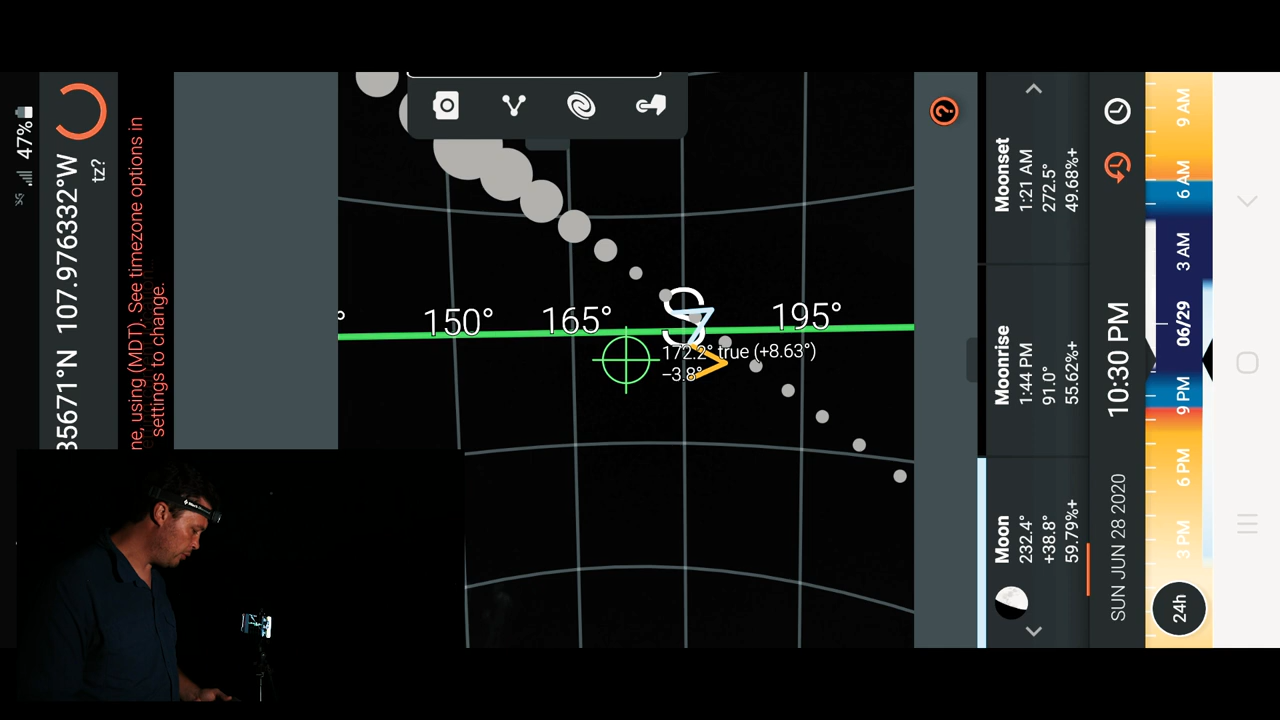 47%
3G
35671°N 107.976332°W
tz?
ne, using (MDT). See timezone options in
settings to change.
150°
165°
195°
S
172.2° true (+8.63°)
−3.8°
?
Moonset
1:21 AM
272.5°
49.68%+
Moonrise
1:44 PM
91.0°
55.62%+
Moon
232.4°
+38.8°
59.79%+
SUN JUN 28 2020
10:30 PM
24h
3 PM
6 PM
9 PM
06/29
3 AM
6 AM
9 AM